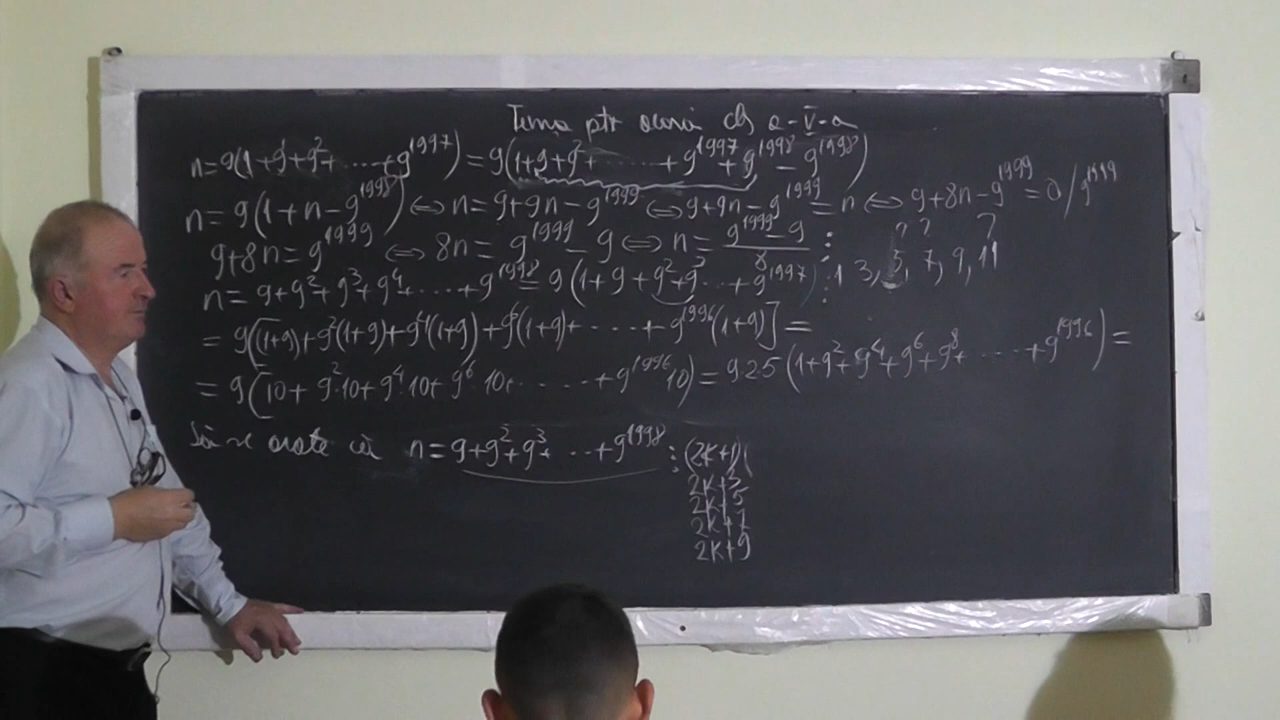 Tema ptr acasă cls a-V-a
n=9(1+9+9²+.....+9¹⁹⁹⁷)=9(1+9+9²+.......+9¹⁹⁹⁷+9¹⁹⁹⁸-9¹⁹⁹⁸)
n=9(1+n-9¹⁹⁹⁸)⇔n=9+9n-9¹⁹⁹⁹⇔9+9n-9¹⁹⁹⁹=n⇔9+8n-9¹⁹⁹⁹=0/9¹⁹⁹⁹
9+8n=9¹⁹⁹⁹⇔8n=9¹⁹⁹⁹-9⇔n=(9¹⁹⁹⁹-9)/8 ? ? ?
n=9+9²+9³+9⁴+....+9¹⁹⁹⁸=9(1+9+9²+9³...+9¹⁹⁹⁷)⋮1 3, 5, 7, 9, 11
=9[(1+9)+9²(1+9)+9⁴(1+9)+9⁶(1+9)+.....+9¹⁹⁹⁶(1+9)]=
=9(10+9²·10+9⁴·10+9⁶·10+.....+9¹⁹⁹⁶10)=9·2·5(1+9²+9⁴+9⁶+9⁸+.....+9¹⁹⁹⁶)=
Să se arate că n=9+9²+9³+...+9¹⁹⁹⁸⋮(2k+1)(
2k+3
2k+5
2k+7
2k+9